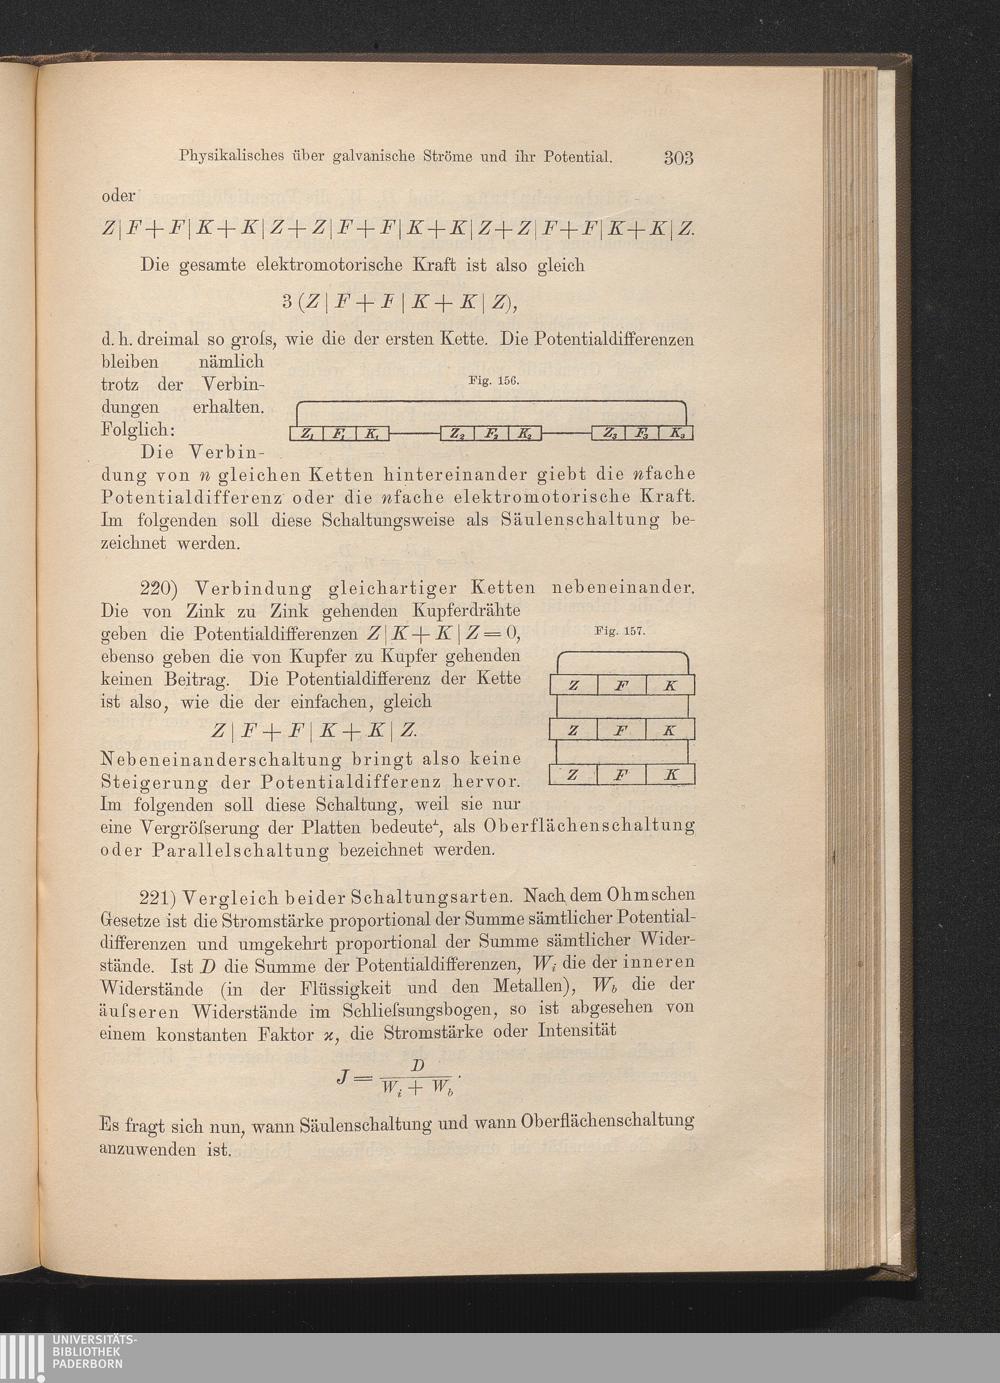 Physikalisches über galvanische Ströme und ihr Potential. 303
oder
Z | F + F | K + K | Z + Z | F + F | K + K | Z + Z | F + F | K + K | Z.
Die gesamte elektromotorische Kraft ist also gleich
3 (Z | F + F | K + K | Z),
d. h. dreimal so groſs, wie die der ersten Kette. Die Potentialdifferenzen
bleiben nämlich
trotz der Verbin-
dungen erhalten.
Folglich:
Fig. 156.
Z1 F1 K1 Z2 F2 K2 Z3 F3 K3
Die Verbin-
dung von n gleichen Ketten hintereinander giebt die nfache
Potentialdifferenz oder die nfache elektromotorische Kraft.
Im folgenden soll diese Schaltungsweise als Säulenschaltung be-
zeichnet werden.
220) Verbindung gleichartiger Ketten nebeneinander.
Die von Zink zu Zink gehenden Kupferdrähte
geben die Potentialdifferenzen Z | K + K | Z = 0,
ebenso geben die von Kupfer zu Kupfer gehenden
keinen Beitrag. Die Potentialdifferenz der Kette
ist also, wie die der einfachen, gleich
Z | F + F | K + K | Z.
Fig. 157.
Z F K
Z F K
Z F K
Nebeneinanderschaltung bringt also keine
Steigerung der Potentialdifferenz hervor.
Im folgenden soll diese Schaltung, weil sie nur
eine Vergröſserung der Platten bedeutet, als Oberflächenschaltung
oder Parallelschaltung bezeichnet werden.
221) Vergleich beider Schaltungsarten. Nach dem Ohmschen
Gesetze ist die Stromstärke proportional der Summe sämtlicher Potential-
differenzen und umgekehrt proportional der Summe sämtlicher Wider-
stände. Ist D die Summe der Potentialdifferenzen, Wi die der inneren
Widerstände (in der Flüssigkeit und den Metallen), Wb die der
äuſseren Widerstände im Schlieſsungsbogen, so ist abgesehen von
einem konstanten Faktor ϰ, die Stromstärke oder Intensität
J = D / (Wi + Wb).
Es fragt sich nun, wann Säulenschaltung und wann Oberflächenschaltung
anzuwenden ist.
UNIVERSITÄTS-
BIBLIOTHEK
PADERBORN